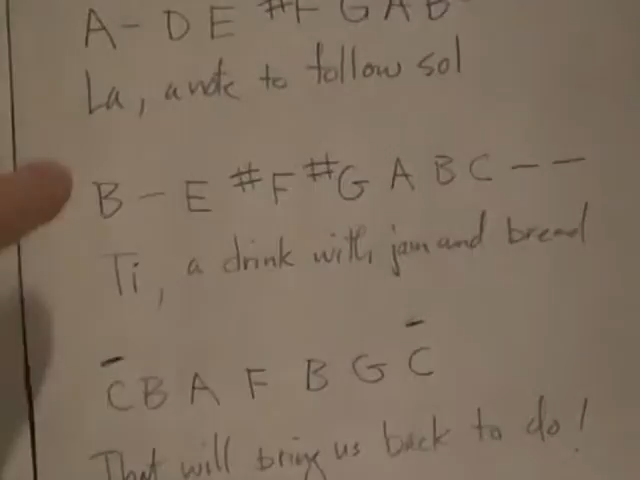 A - D E #F G A B
La, a note to follow sol
B - E #F #G A B C - -
Ti, a drink with jam and bread
C̄ B A F B G C̄
That will bring us back to do!